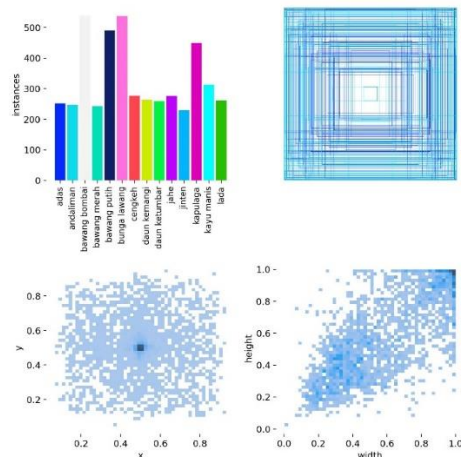 instances
500
400
300
200
100
0
adas
andaliman
bawang bombai
bawang merah
bawang putih
bunga lawang
cengkeh
daun kemangi
daun ketumbar
jahe
jinten
kapulaga
kayu manis
lada
y
0.8
0.6
0.4
0.2
0.2
0.4
0.6
0.8
x
height
1.0
0.8
0.6
0.4
0.2
0.0
0.0
0.2
0.4
0.6
0.8
1.0
width